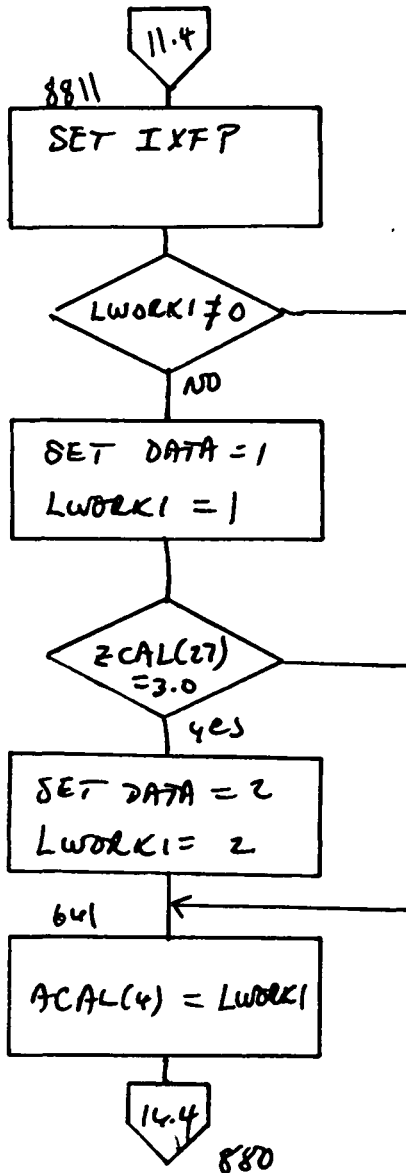 11.4
8811
SET IXFP
LWORK1 ≠ 0
NO
SET DATA = 1
LWORK1 = 1
ZCAL(27)
=3.0
yes
SET DATA = 2
LWORK1 = 2
641
ACAL(4) = LWORK1
14.4
880